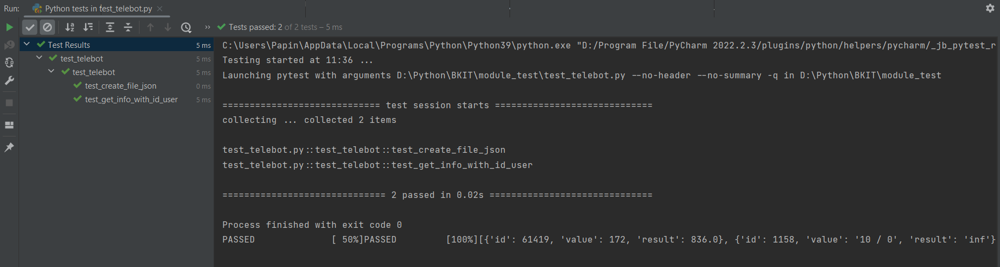 Run: Python tests in test_telebot.py
Tests passed: 2 of 2 tests – 5 ms
Test Results 5 ms
test_telebot 5 ms
test_telebot 5 ms
test_create_file_json 0 ms
test_get_info_with_id_user 5 ms
C:\Users\Papin\AppData\Local\Programs\Python\Python39\python.exe "D:/Program File/PyCharm 2022.2.3/plugins/python/helpers/pycharm/_jb_pytest_r
Testing started at 11:36 ...
Launching pytest with arguments D:\Python\BKIT\module_test\test_telebot.py --no-header --no-summary -q in D:\Python\BKIT\module_test
============================= test session starts =============================
collecting ... collected 2 items
test_telebot.py::test_telebot::test_create_file_json
test_telebot.py::test_telebot::test_get_info_with_id_user
============================== 2 passed in 0.02s ==============================
Process finished with exit code 0
PASSED [ 50%]PASSED [100%][{'id': 61419, 'value': 172, 'result': 836.0}, {'id': 1158, 'value': '10 / 0', 'result': 'inf'}